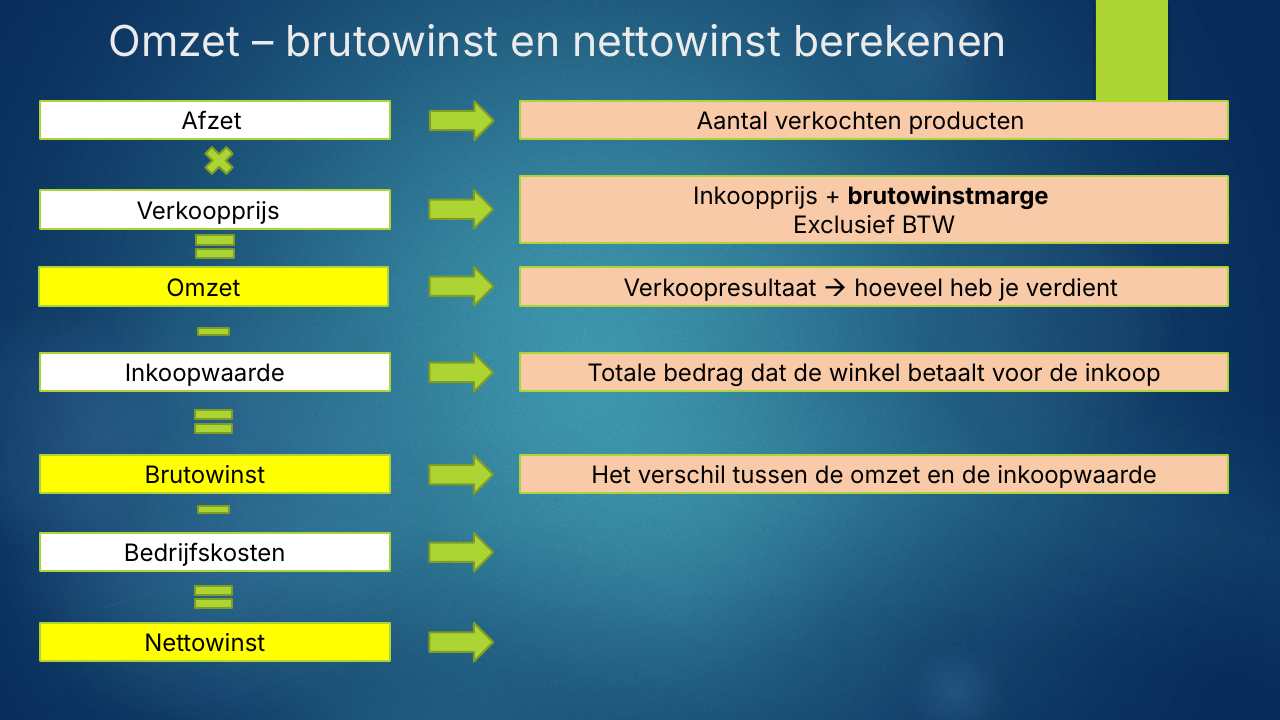 Omzet – brutowinst en nettowinst berekenen
Afzet
Aantal verkochten producten
Verkoopprijs
Inkoopprijs + brutowinstmarge
Exclusief BTW
Omzet
Verkoopresultaat → hoeveel heb je verdient
Inkoopwaarde
Totale bedrag dat de winkel betaalt voor de inkoop
Brutowinst
Het verschil tussen de omzet en de inkoopwaarde
Bedrijfskosten
Nettowinst